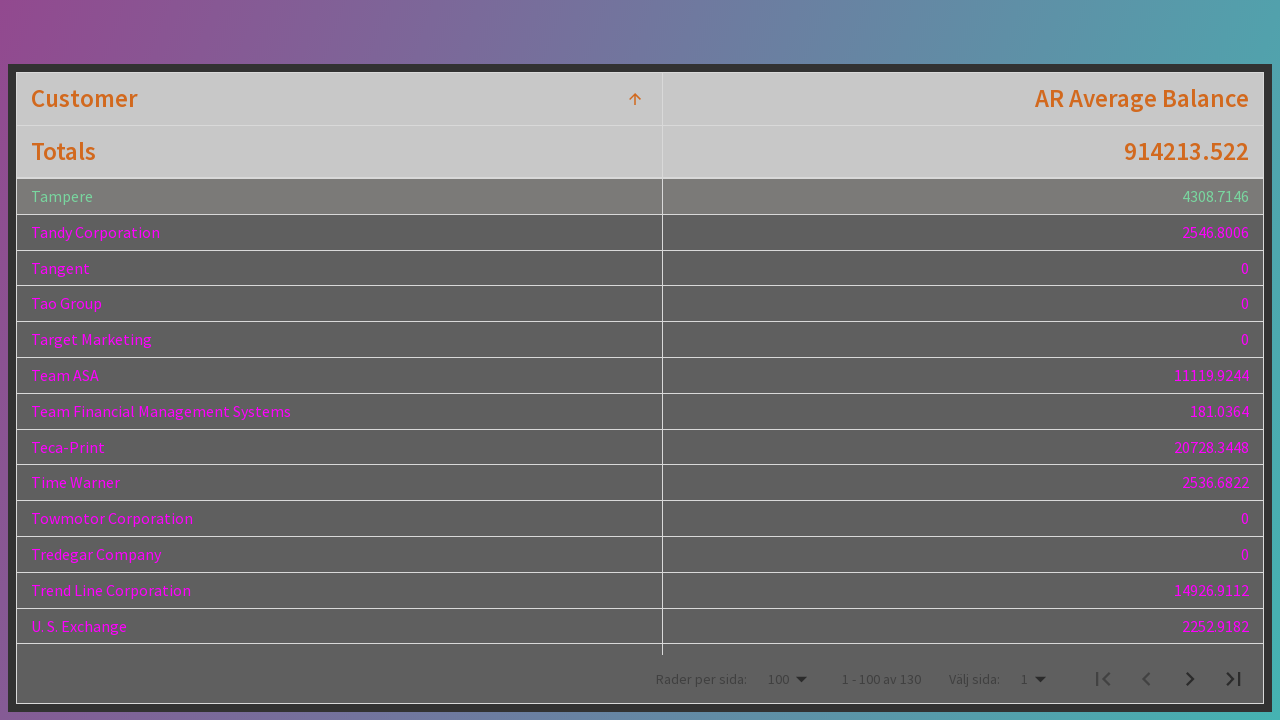 Customer AR Average Balance
Totals 914213.522
Tampere 4308.7146
Tandy Corporation 2546.8006
Tangent 0
Tao Group 0
Target Marketing 0
Team ASA 11119.9244
Team Financial Management Systems 181.0364
Teca-Print 20728.3448
Time Warner 2536.6822
Towmotor Corporation 0
Tredegar Company 0
Trend Line Corporation 14926.9112
U. S. Exchange 2252.9182
Rader per sida: 100 1 - 100 av 130 Välj sida: 1